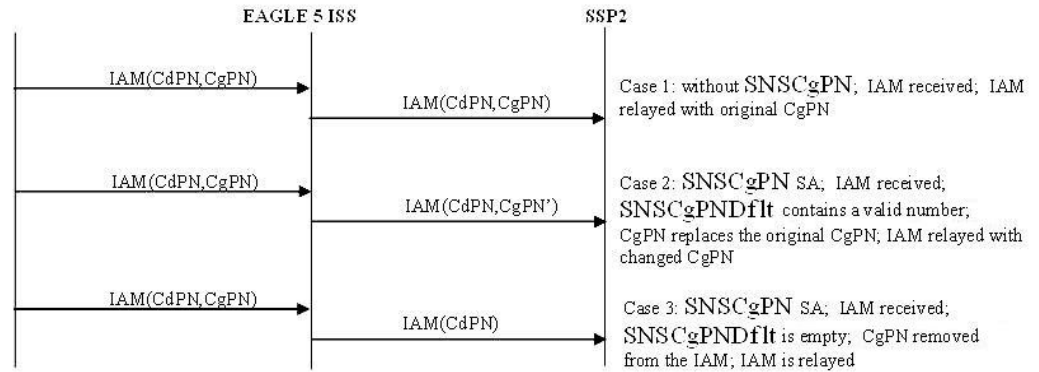 EAGLE 5 ISS
SSP2
IAM(CdPN,CgPN)
IAM(CdPN,CgPN)
Case 1: without SNSCgPN; IAM received; IAM
relayed with original CgPN
IAM(CdPN,CgPN)
IAM(CdPN,CgPN’)
Case 2: SNSCgPN SA; IAM received;
SNSCgPNDflt contains a valid number;
CgPN replaces the original CgPN; IAM relayed with
changed CgPN
IAM(CdPN,CgPN)
IAM(CdPN)
Case 3: SNSCgPN SA; IAM received;
SNSCgPNDflt is empty; CgPN removed
from the IAM; IAM is relayed